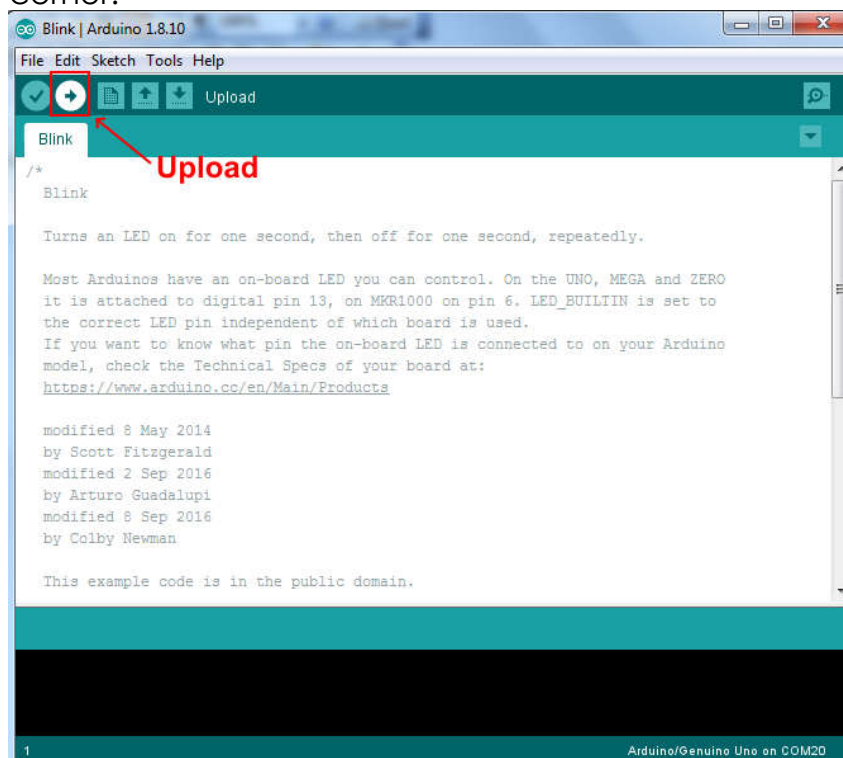 corner.
Blink | Arduino 1.8.10
File Edit Sketch Tools Help
Upload
Blink
Upload
/*
Blink
Turns an LED on for one second, then off for one second, repeatedly.
Most Arduinos have an on-board LED you can control. On the UNO, MEGA and ZERO
it is attached to digital pin 13, on MKR1000 on pin 6. LED_BUILTIN is set to
the correct LED pin independent of which board is used.
If you want to know what pin the on-board LED is connected to on your Arduino
model, check the Technical Specs of your board at:
https://www.arduino.cc/en/Main/Products
modified 8 May 2014
by Scott Fitzgerald
modified 2 Sep 2016
by Arturo Guadalupi
modified 8 Sep 2016
by Colby Newman
This example code is in the public domain.
1
Arduino/Genuino Uno on COM20